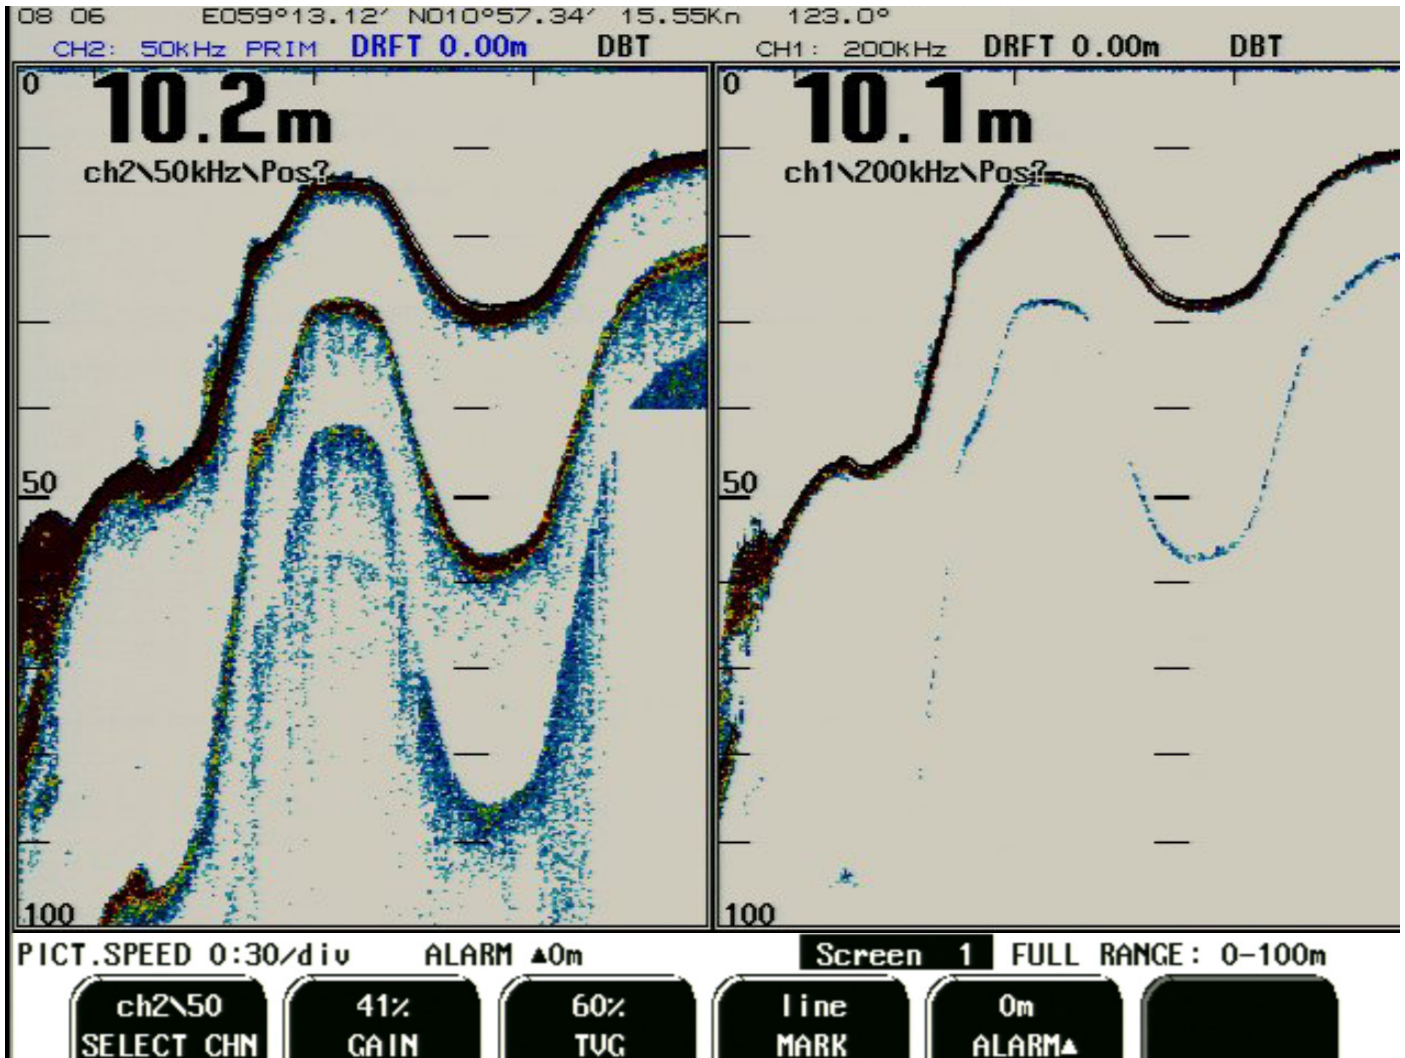 08 06 E059°13.12′ N010°57.34′ 15.55Kn 123.0°
CH2: 50kHz PRIM DRFT 0.00m DBT CH1: 200kHz DRFT 0.00m DBT
0 0
10.2m 10.1m
ch2\50kHz\Pos? ch1\200kHz\Pos?
50 50
100 100
PICT.SPEED 0:30/div ALARM ▲0m Screen 1 FULL RANGE: 0-100m
ch2\50 41% 60% line 0m
SELECT CHN GAIN TVG MARK ALARM▲